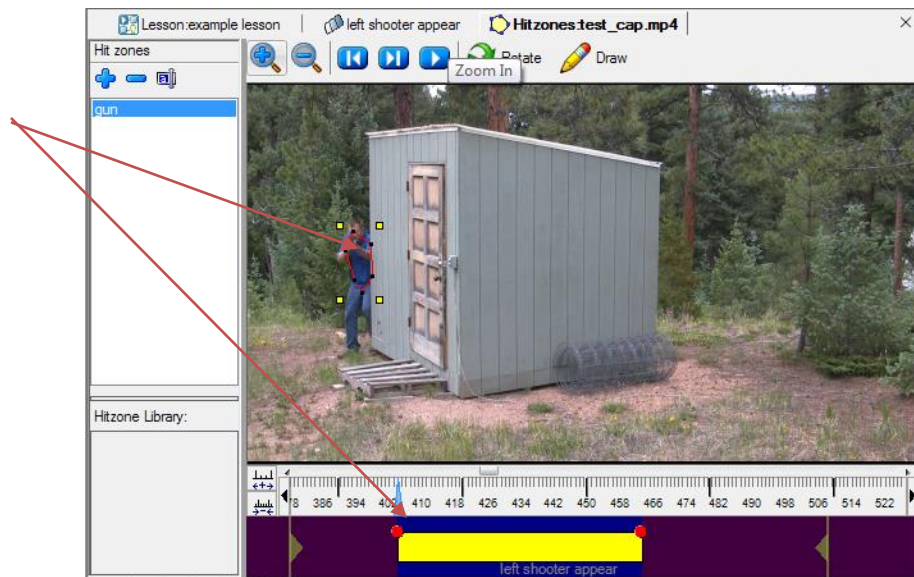 Lesson:example lesson left shooter appear Hitzones:test_cap.mp4
Hit zones
Rotate Draw
Zoom In
gun
Hitzone Library:
386 394 402 410 418 426 434 442 450 458 466 474 482 490 498 506 514 522
left shooter appear